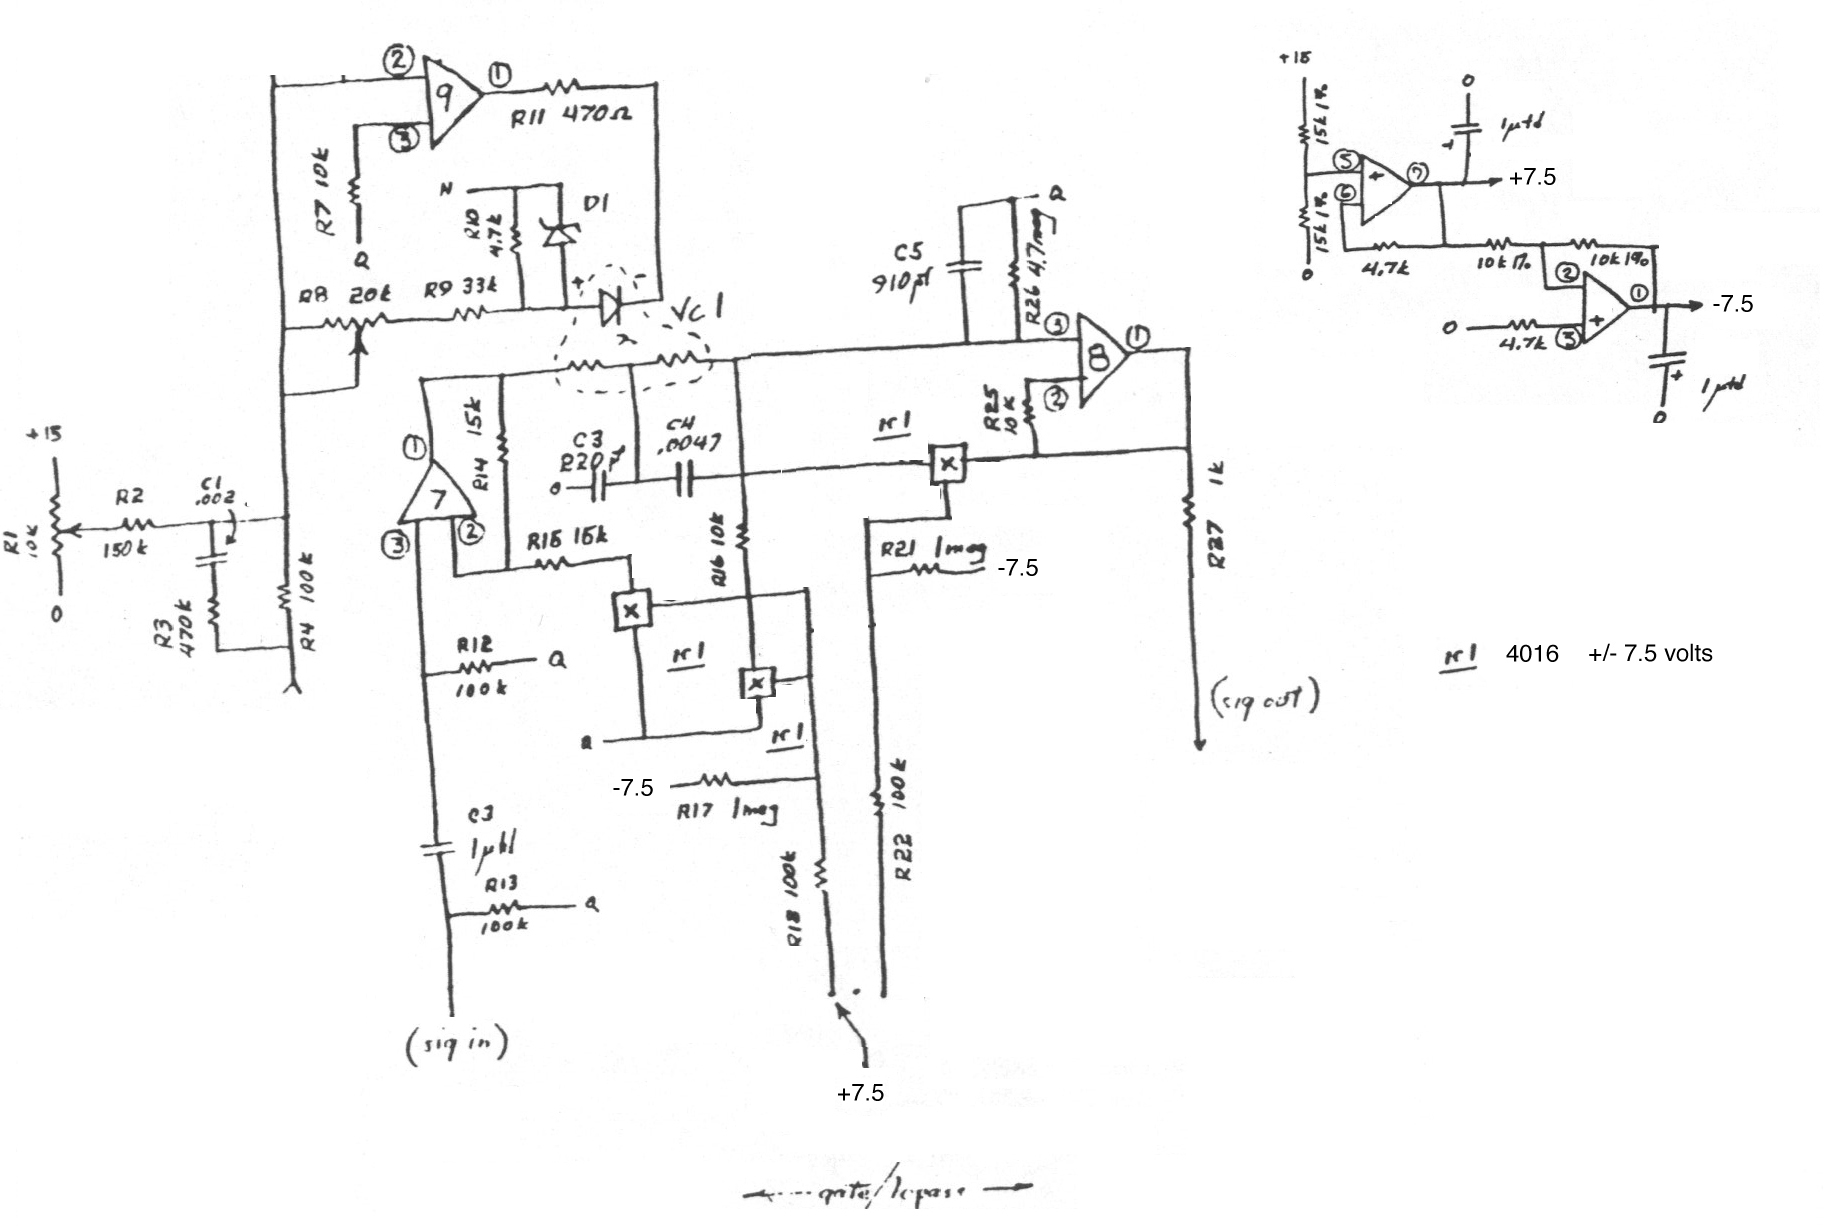 ②
①
9
③
R11 470Ω
R7 10k
Q
N
R10
4.7k
D1
R8 20k
R9 33k
+
-
VC1
+15
R1
10k
0
R2
150k
C1
.002
R3
470k
R4 100k
①
7
③
②
R14 15k
C3
220pf
0
C4
.0047
R15 15k
R16 10k
X
X
X
R12
100k
Q
C3
1μfd
R13
100k
Q
(sig in)
-7.5
R17 1meg
R18 100k
+7.5
R21 1meg
-7.5
R22 100k
C5
910pf
R26 4.7meg
Q
③
①
8
②
R25
10k
R27 1k
(sig out)
+15
15k 1%
15k 1%
0
⑤
⑥
⑦
+
0
1μfd
+
+7.5
4.7k
10k 1%
10k 1%
②
①
③
+
0
4.7k
-7.5
+
1μfd
0
4016 +/- 7.5 volts
gate/lopass